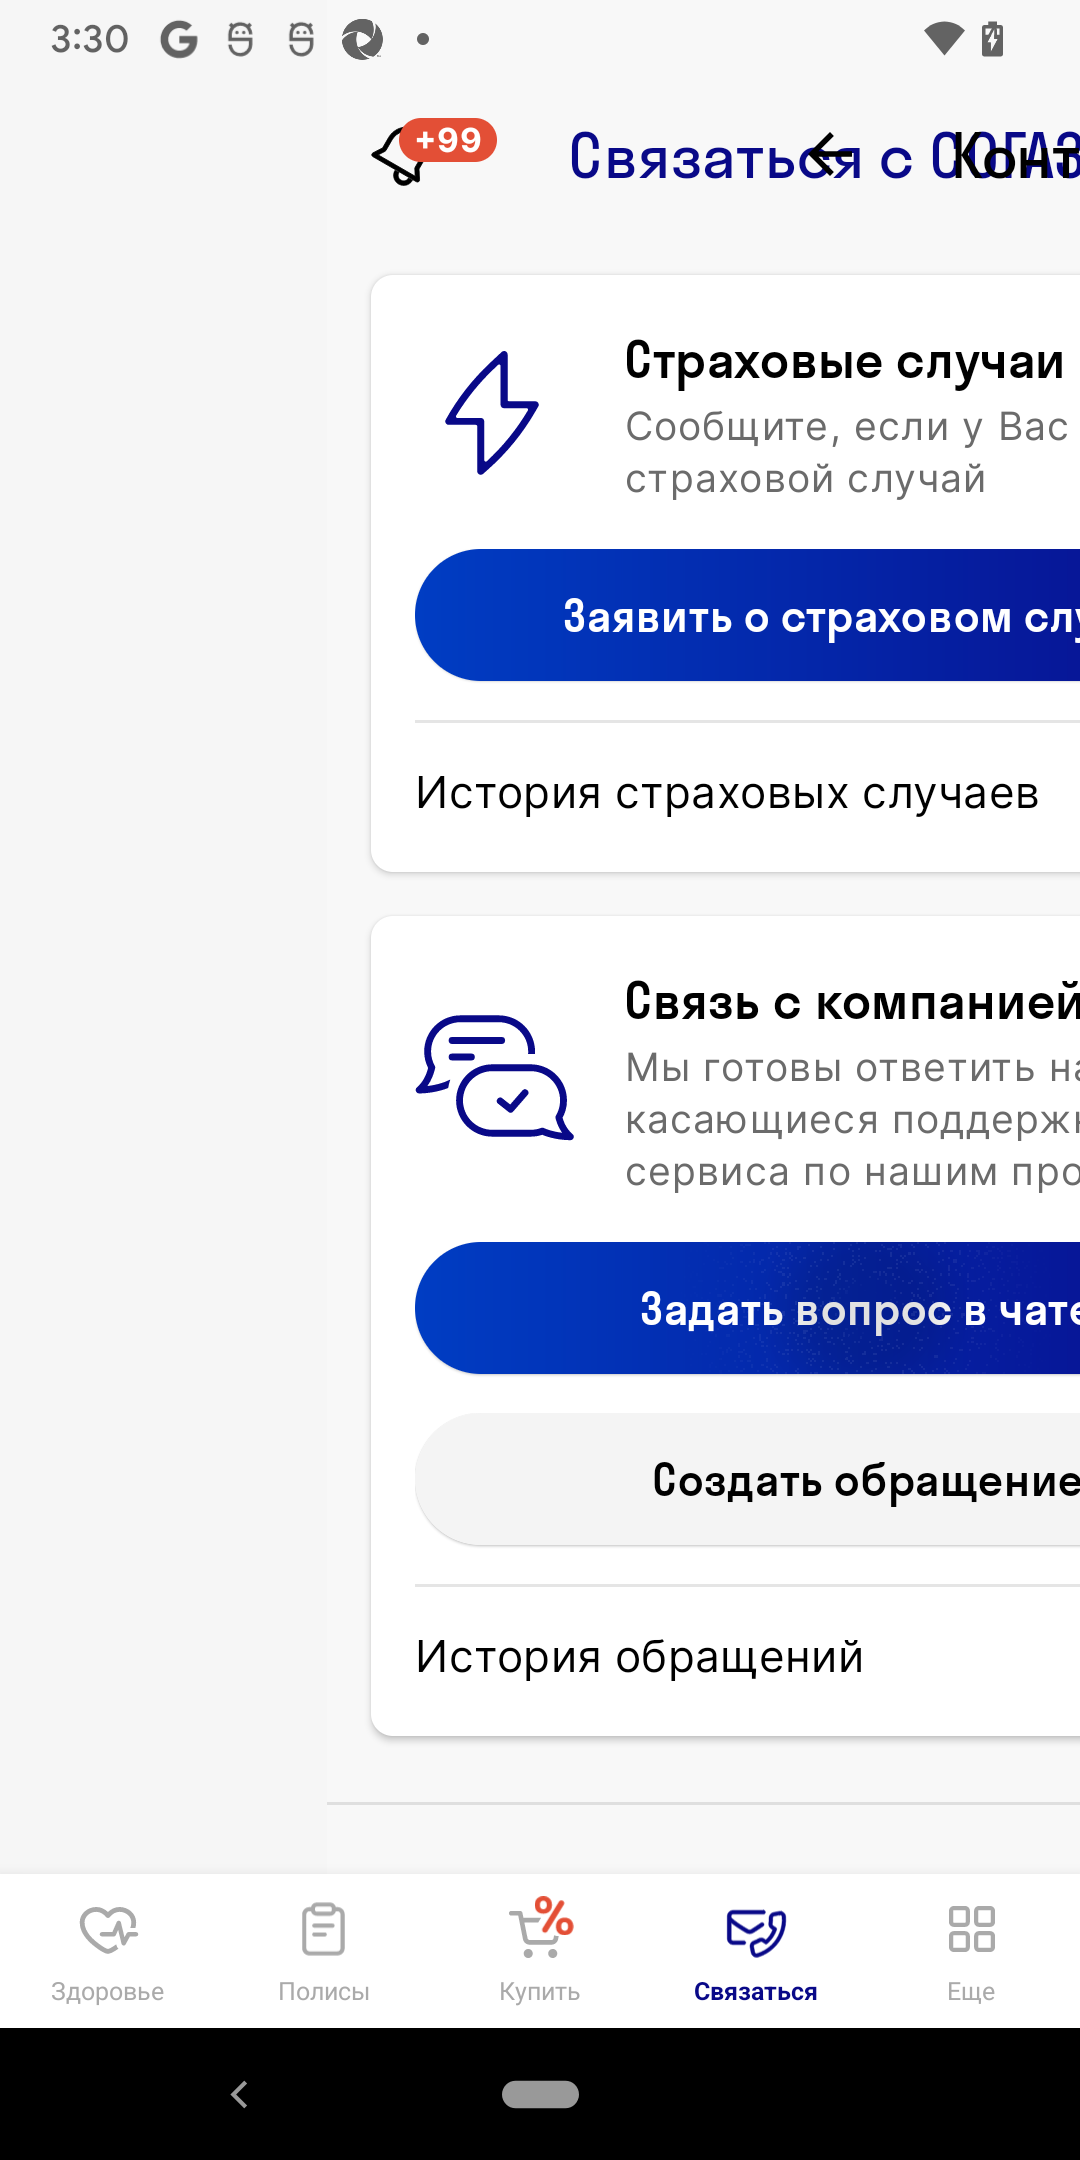 3:30
+99
Связаться с СОГАЗ
Конт
Страховые случаи
Сообщите, если у Вас
страховой случай
Заявить о страховом слу
История страховых случаев
Связь с компанией
Мы готовы ответить на
касающиеся поддержк
сервиса по нашим про
Задать вопрос в чате
Создать обращение
История обращений
Здоровье
Полисы
%
Купить
Связаться
Еще